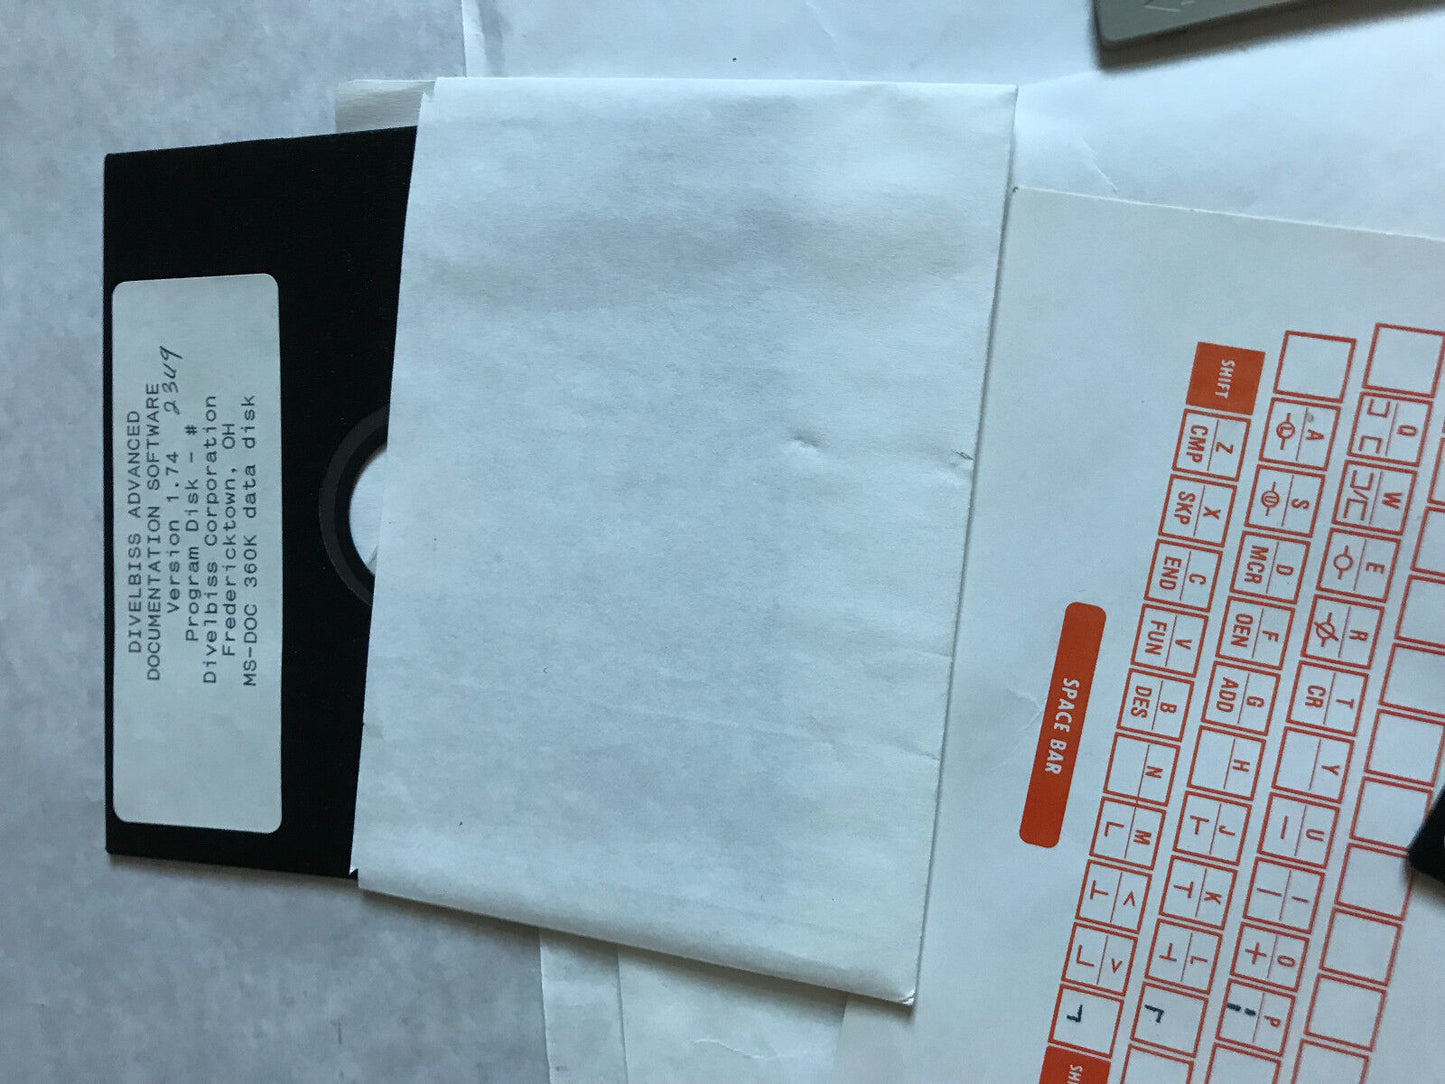 DIVELBISS ADVANCED
DOCUMENTATION SOFTWARE
Version 1.74
Program Disk - # 2349
Divelbiss Corporation
Fredericktown, OH
MS-DOC 360K data disk
Q W E R T Y U I O P
A S D F G H J K L
MCR OEN ADD
SHIFT Z X C V B N M < >
CMP SKP END FUN DES
CR
SPACE BAR